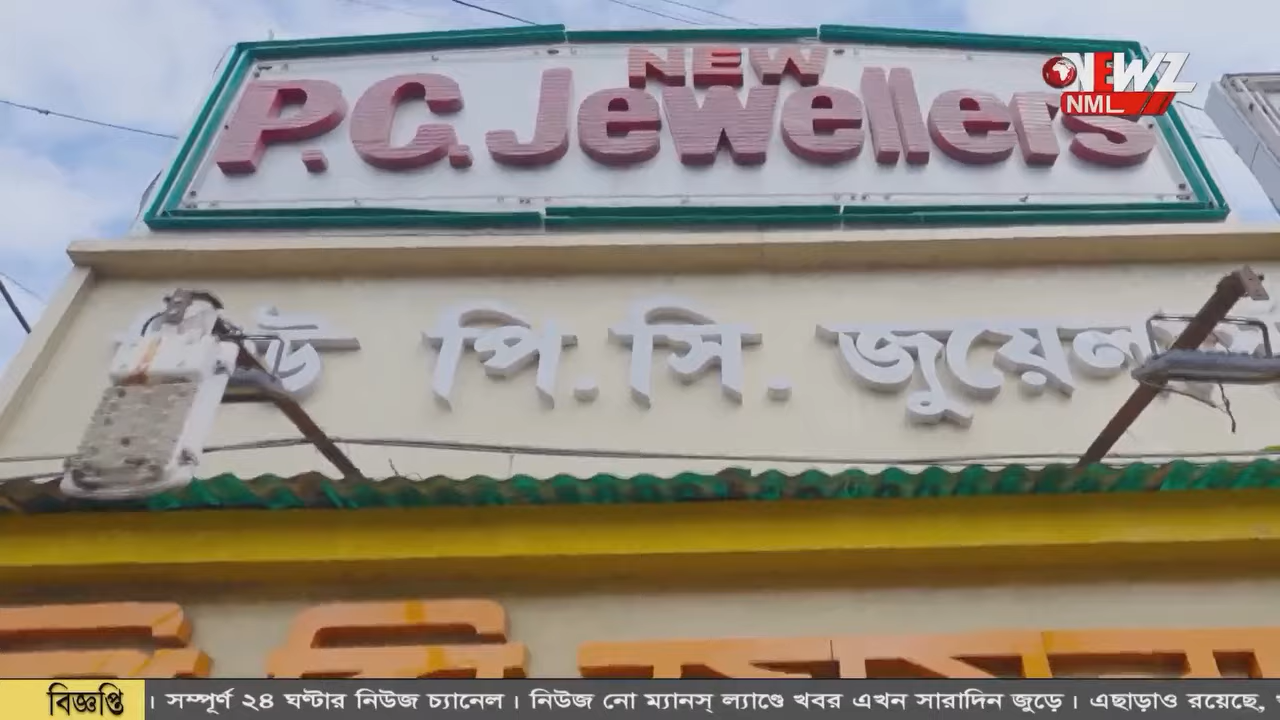 NEW
P.C. Jewellers
NEWZ
NML
পি. সি. জুয়েল
বিজ্ঞপ্তি
। সম্পূর্ণ ২৪ ঘণ্টার নিউজ চ্যানেল । নিউজ নো ম্যানস্ ল্যাণ্ডে খবর এখন সারাদিন জুড়ে । এছাড়াও রয়েছে,